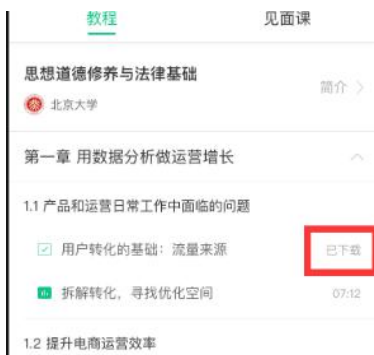 教程 见面课
思想道德修养与法律基础
简介
北京大学
第一章 用数据分析做运营增长
1.1 产品和运营日常工作中面临的问题
用户转化的基础：流量来源 已下载
拆解转化，寻找优化空间 07:12
1.2 提升电商运营效率